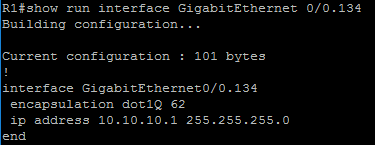 R1#show run interface GigabitEthernet 0/0.134
Building configuration...
Current configuration : 101 bytes
!
interface GigabitEthernet0/0.134
 encapsulation dot1Q 62
 ip address 10.10.10.1 255.255.255.0
end